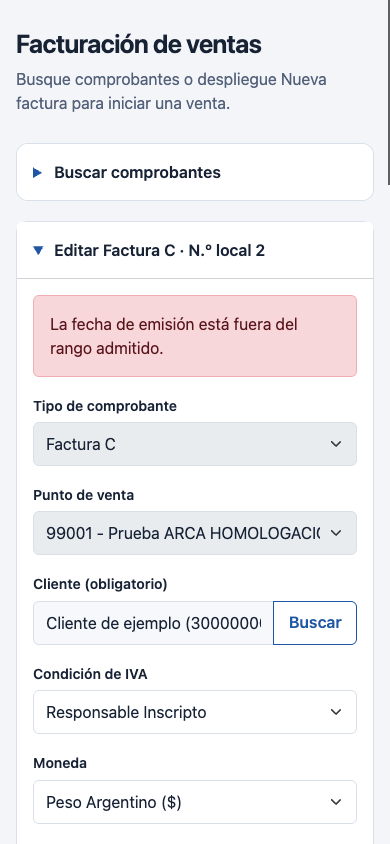 Facturación de ventas
Busque comprobantes o despliegue Nueva
factura para iniciar una venta.
Buscar comprobantes
Editar Factura C · N.º local 2
La fecha de emisión está fuera del
rango admitido.
Tipo de comprobante
Factura C
Punto de venta
99001 - Prueba ARCA HOMOLOGACI
Cliente (obligatorio)
Cliente de ejemplo (3000000
Buscar
Condición de IVA
Responsable Inscripto
Moneda
Peso Argentino ($)